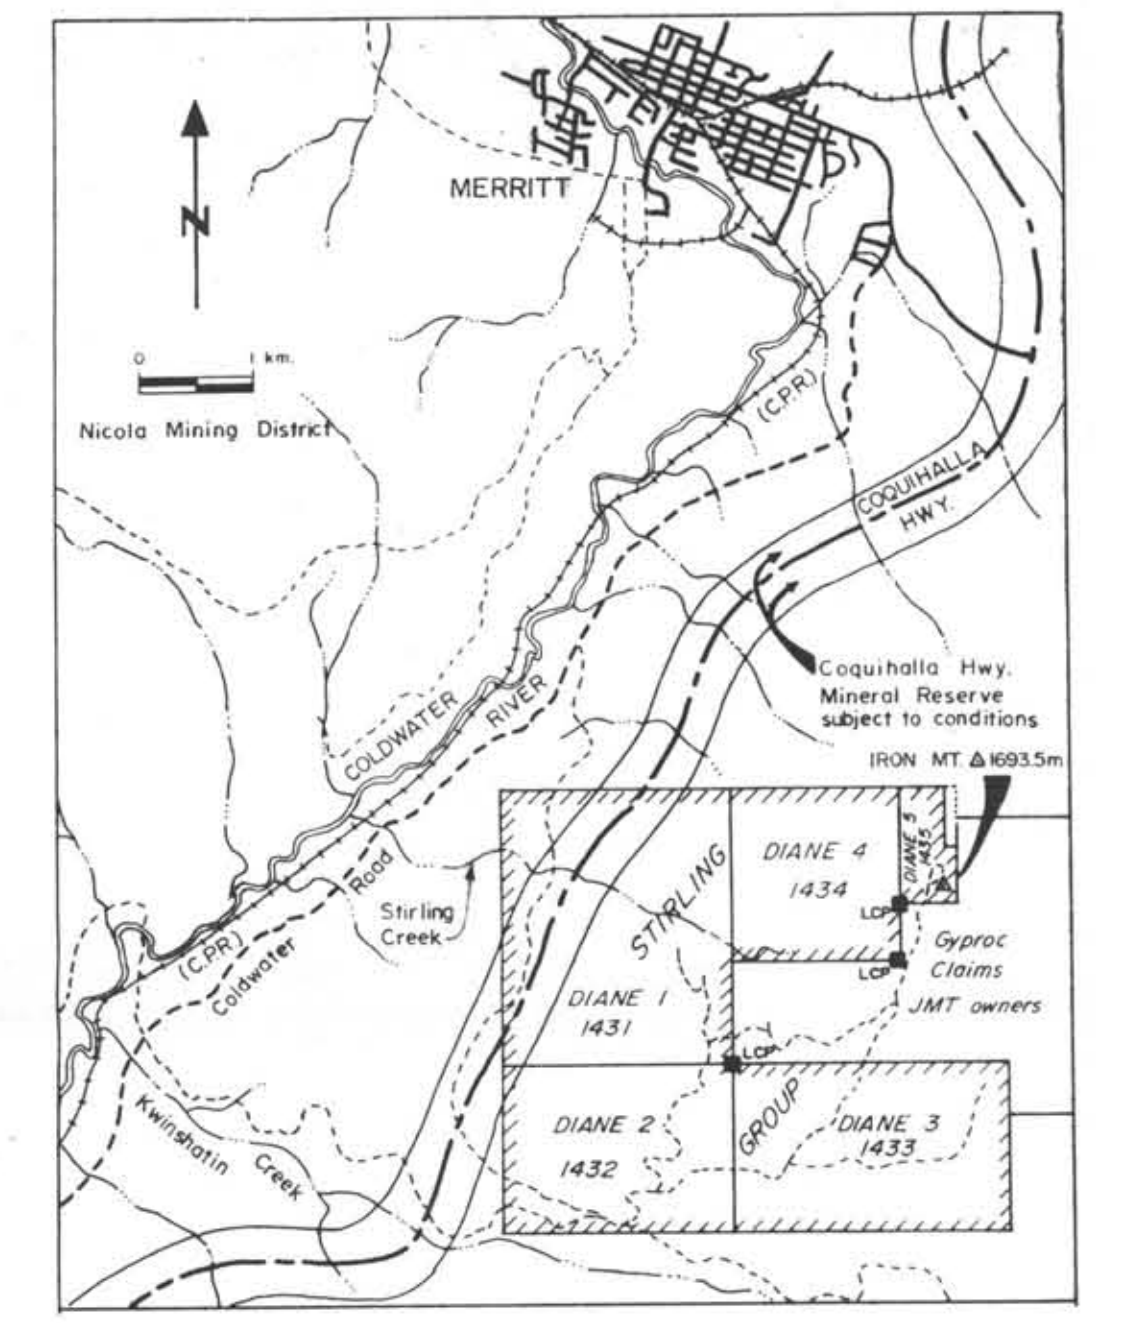 MERRITT
N
0 1 km.
Nicola Mining District
(C.P.R.)
COQUIHALLA
HWY.
Coquihalla Hwy.
Mineral Reserve
subject to conditions
IRON MT. 1693.5m
COLDWATER
RIVER
Road
Coldwater
(C.P.R.)
Stirling
Creek
STIRLING
GROUP
DIANE 4
1434
DIANE 5
1435
LCP
LCP
Gyproc
Claims
JMT owners
DIANE 1
1431
LCP
DIANE 2
1432
DIANE 3
1433
Kwinshatin
Creek